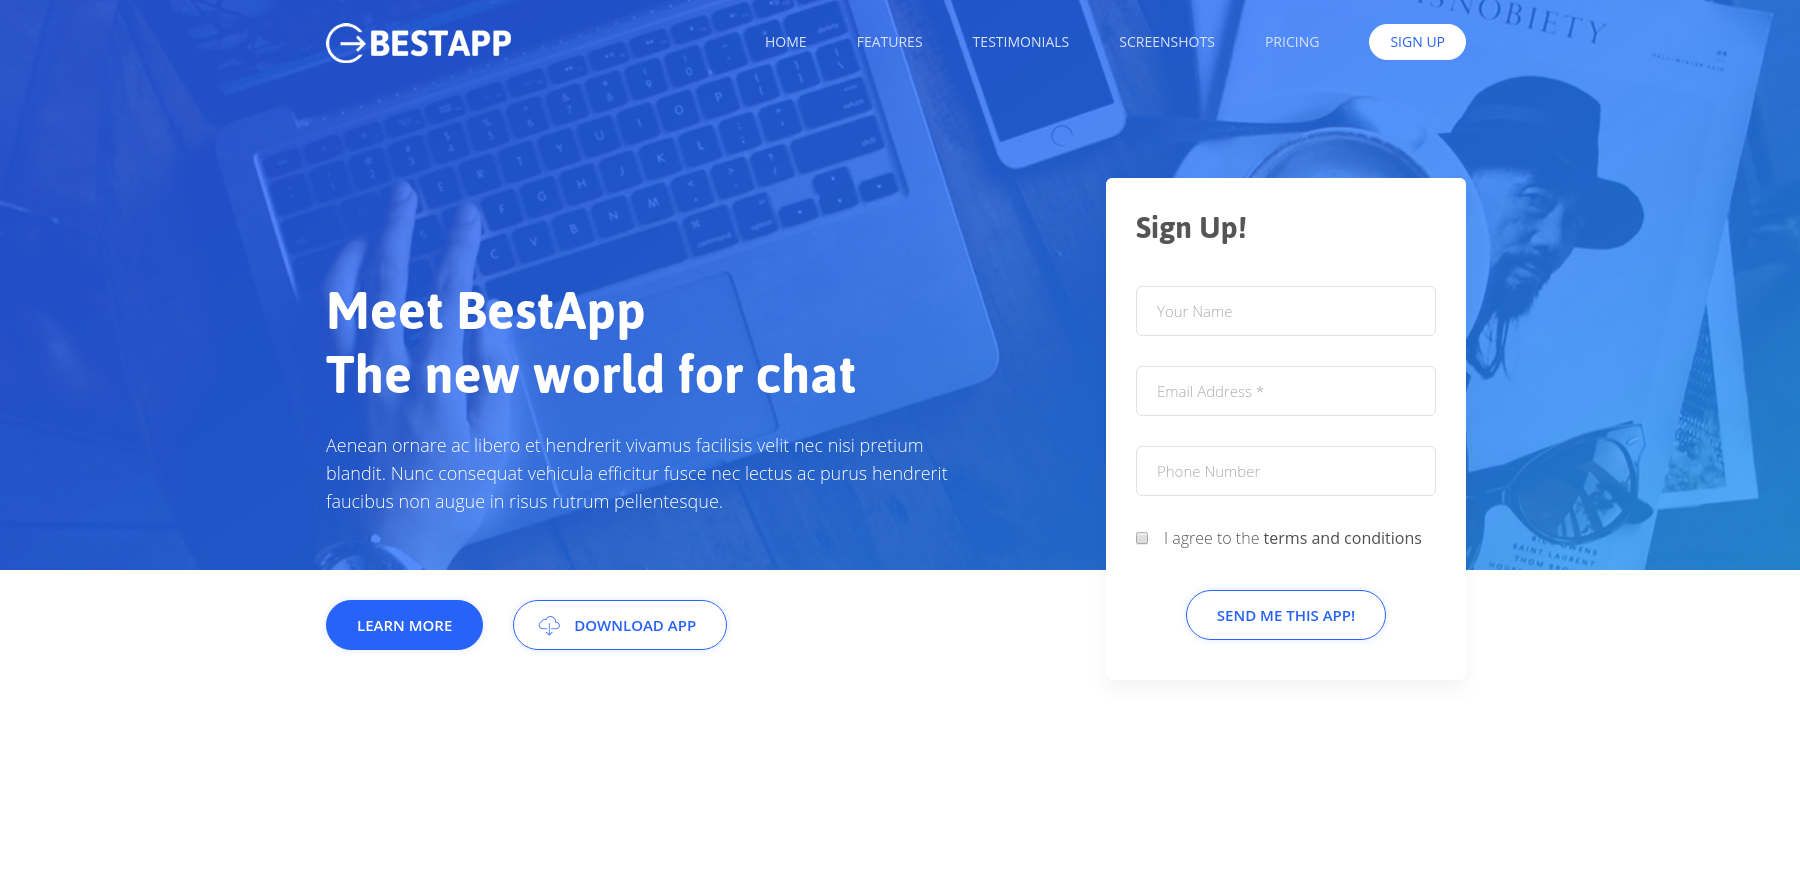 BESTAPP
HOME
FEATURES
TESTIMONIALS
SCREENSHOTS
PRICING
SIGN UP
Meet BestApp
The new world for chat
Aenean ornare ac libero et hendrerit vivamus facilisis velit nec nisi pretium
blandit. Nunc consequat vehicula efficitur fusce nec lectus ac purus hendrerit
faucibus non augue in risus rutrum pellentesque.
LEARN MORE
DOWNLOAD APP
Sign Up!
Your Name
Email Address *
Phone Number
I agree to the terms and conditions
SEND ME THIS APP!
SAINT LAURENT